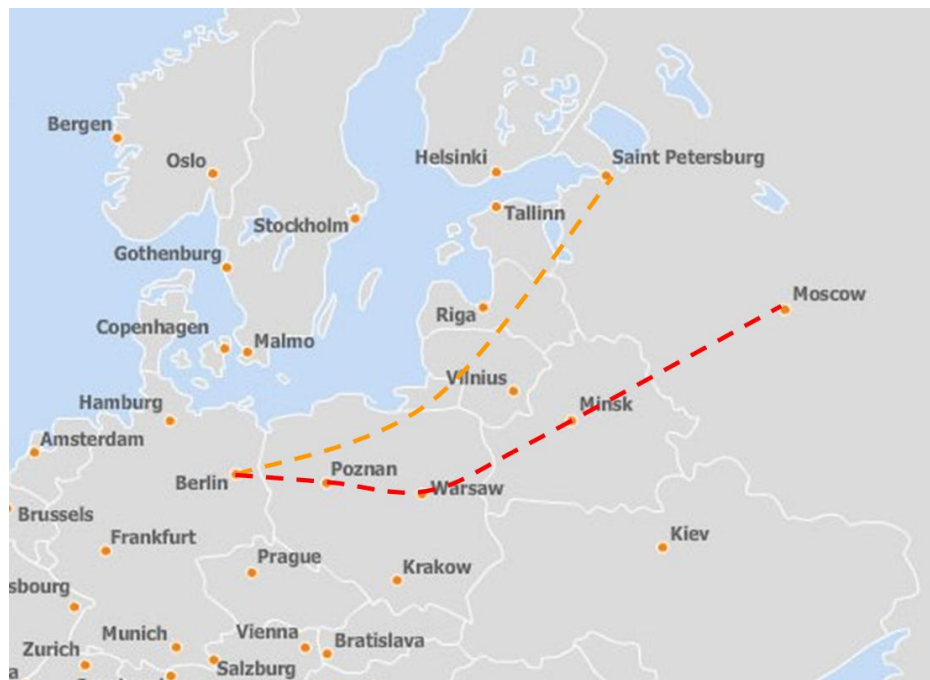 Bergen
Oslo
Helsinki
Saint Petersburg
Tallinn
Stockholm
Gothenburg
Moscow
Riga
Copenhagen
Malmo
Vilnius
Hamburg
Minsk
Amsterdam
Berlin
Poznan
Warsaw
Brussels
Frankfurt
Kiev
Prague
Krakow
sbourg
Munich
Vienna
Bratislava
Zurich
Salzburg
a